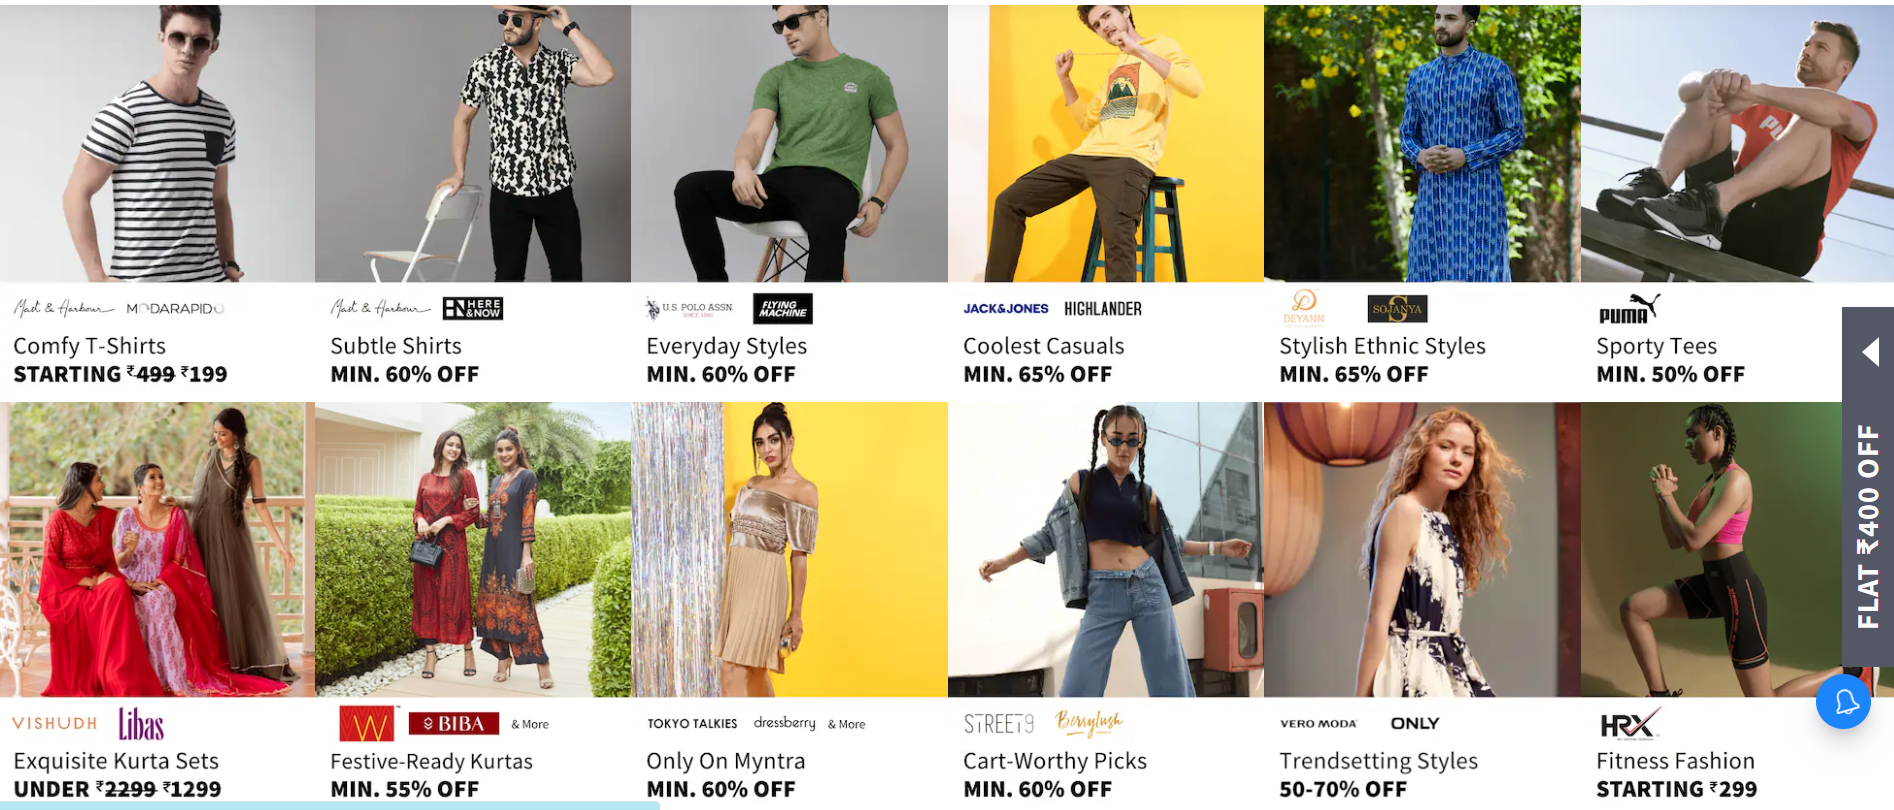 Mast & Harbour MODARAPIDO
Comfy T-Shirts
STARTING ₹499 ₹199
Mast & Harbour HERE &NOW
Subtle Shirts
MIN. 60% OFF
U.S. POLO ASSN.
SINCE 1890
FLYING MACHINE
Everyday Styles
MIN. 60% OFF
JACK&JONES HIGHLANDER
Coolest Casuals
MIN. 65% OFF
DEYANN
S
SOJANYA
Stylish Ethnic Styles
MIN. 65% OFF
PUMA
Sporty Tees
MIN. 50% OFF
FLAT ₹400 OFF
VISHUDH Libas
Exquisite Kurta Sets
UNDER ₹2299 ₹1299
W BIBA & More
Festive-Ready Kurtas
MIN. 55% OFF
TOKYO TALKIES dressberry & More
Only On Myntra
MIN. 60% OFF
STREET9 Berrylush
Cart-Worthy Picks
MIN. 60% OFF
VERO MODA ONLY
Trendsetting Styles
50-70% OFF
HRX
Fitness Fashion
STARTING ₹299